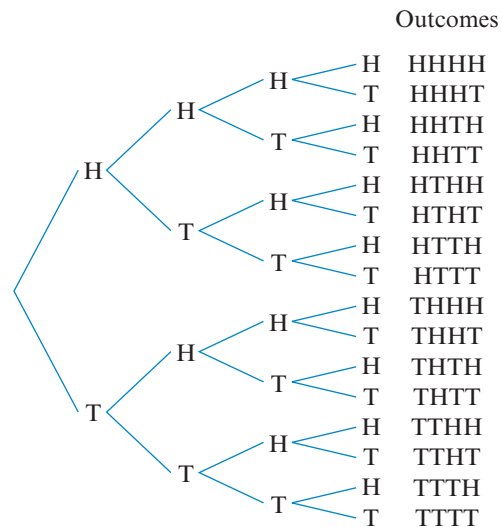 Outcomes
H HHHH
H
T HHHT
H
H HHTH
T
T HHTT
H
H HTHH
H
T HTHT
T
H HTTH
T
T HTTT
H THHH
H
T THHT
H
H THTH
T
T THTT
T
H TTHH
H
T TTHT
T
H TTTH
T
T TTTT